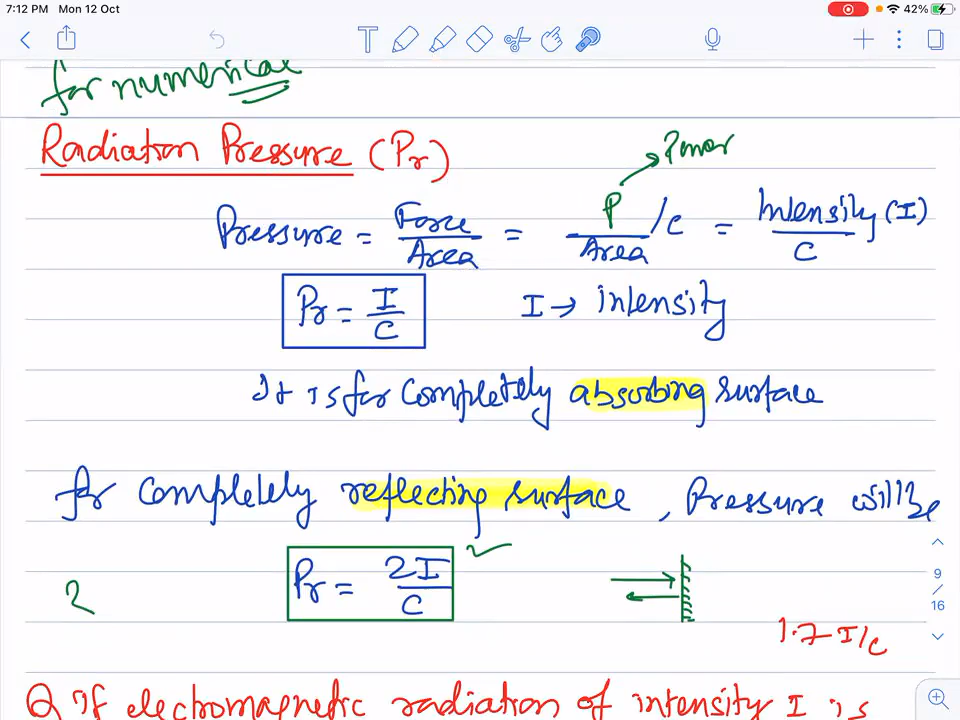 7:12 PM Mon 12 Oct 42%
for numerical
Radiation Pressure (Pr)
Power
Pressure = Force/Area = P/Area /c = Intensity (I)/C
Pr = I/C I → intensity
It is for completely absorbing surface
for completely reflecting surface, Pressure will be
Pr = 2I/C
2
1.7 I/c
9
/
16
Q if electromagnetic radiation of intensity I is